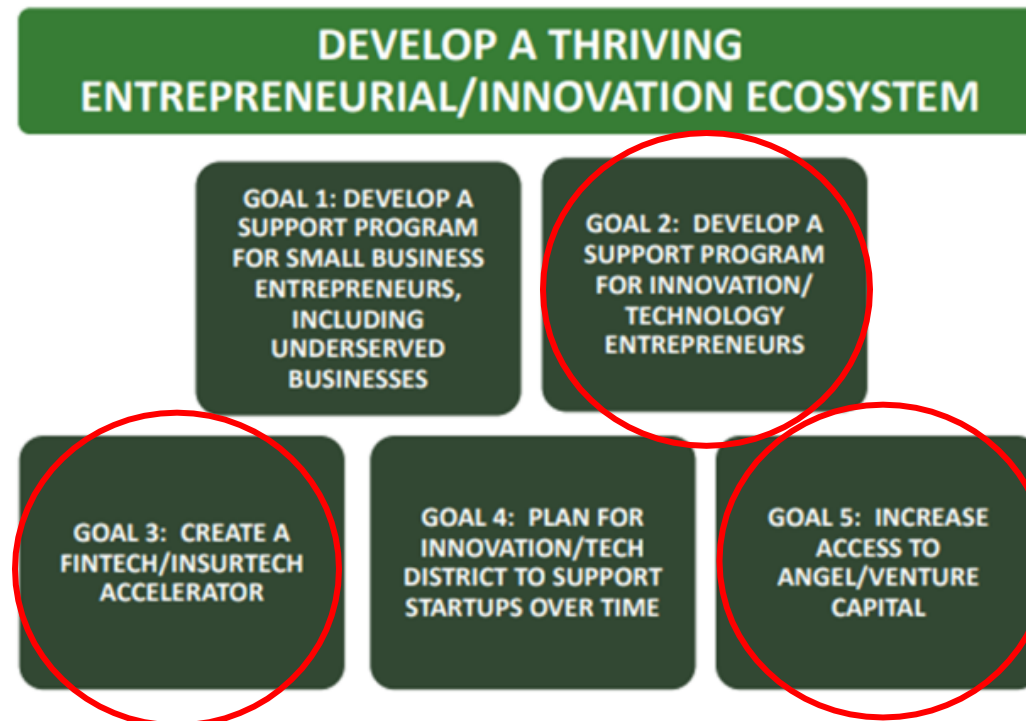 DEVELOP A THRIVING
ENTREPRENEURIAL/INNOVATION ECOSYSTEM
GOAL 1: DEVELOP A
SUPPORT PROGRAM
FOR SMALL BUSINESS
ENTREPRENEURS,
INCLUDING
UNDERSERVED
BUSINESSES
GOAL 2: DEVELOP A
SUPPORT PROGRAM
FOR INNOVATION/
TECHNOLOGY
ENTREPRENEURS
GOAL 3: CREATE A
FINTECH/INSURTECH
ACCELERATOR
GOAL 4: PLAN FOR
INNOVATION/TECH
DISTRICT TO SUPPORT
STARTUPS OVER TIME
GOAL 5: INCREASE
ACCESS TO
ANGEL/VENTURE
CAPITAL